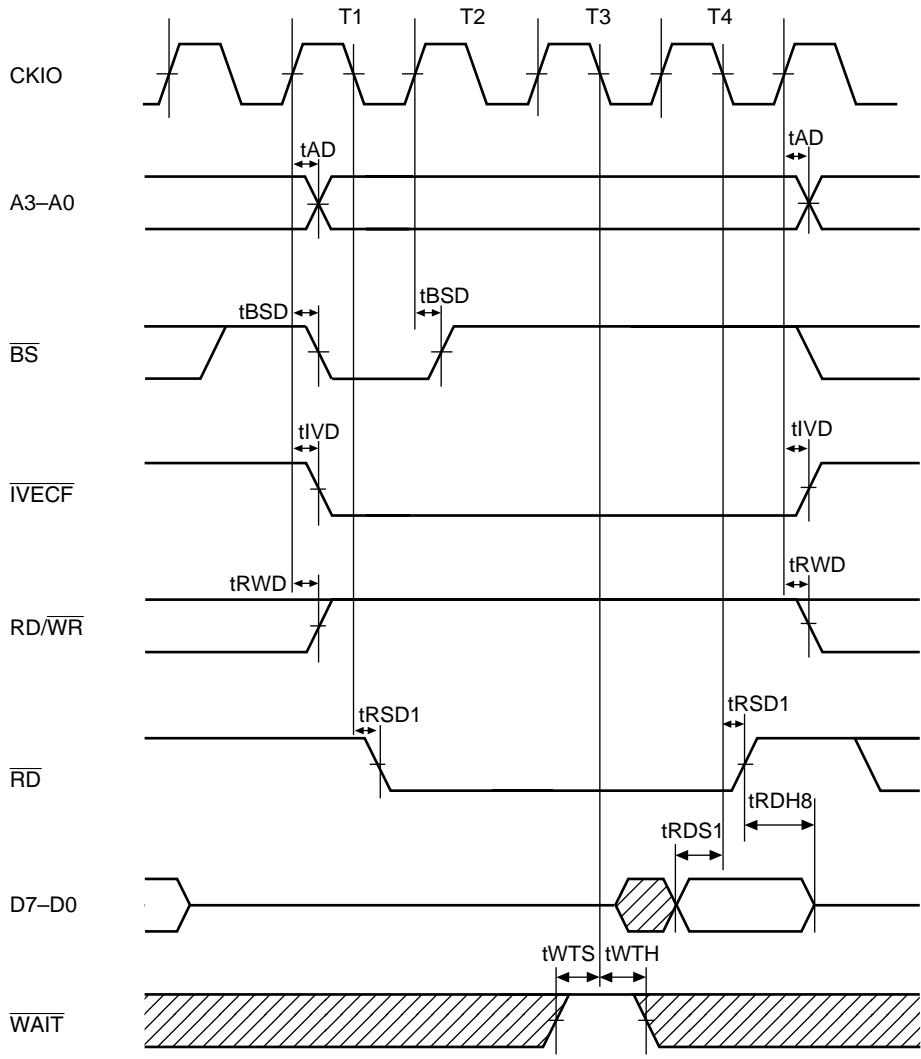 T1 T2 T3 T4
CKIO
tAD tAD
A3–A0
tBSD tBSD
BS
tIVD tIVD
IVECF
tRWD tRWD
RD/WR
tRSD1 tRSD1
RD
tRDH8
tRDS1
D7–D0
tWTS tWTH
WAIT